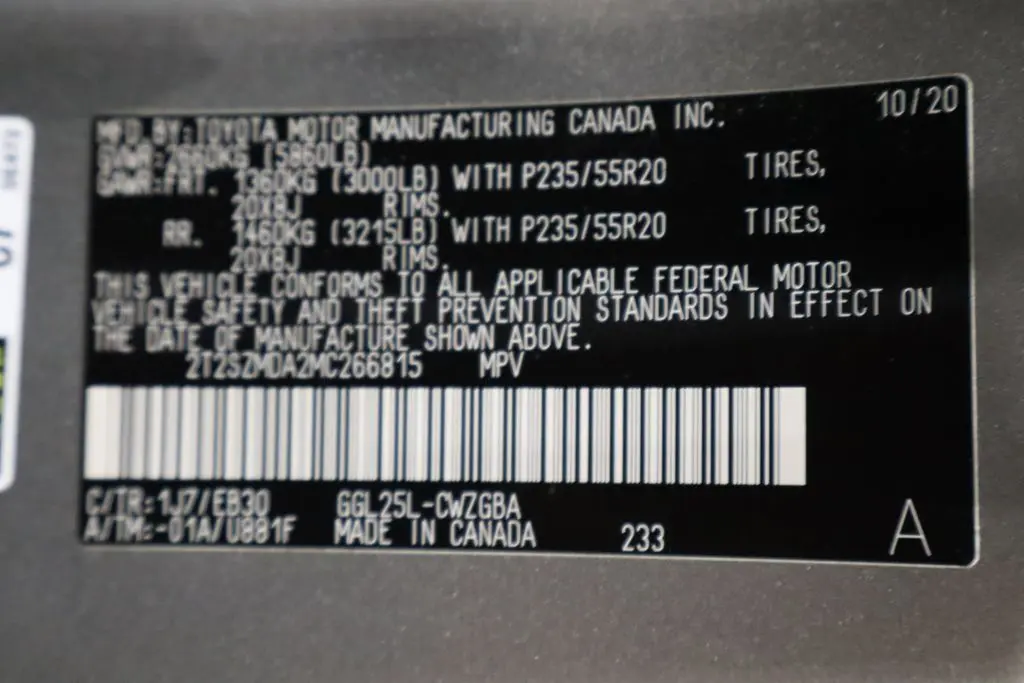 MFD. BY: TOYOTA MOTOR MANUFACTURING CANADA INC. 10/20
GVWR: 2660KG (5860LB)
GAWR: FRT. 1360KG (3000LB) WITH P235/55R20 TIRES,
20X8J RIMS.
RR. 1460KG (3215LB) WITH P235/55R20 TIRES,
20X8J RIMS.
THIS VEHICLE CONFORMS TO ALL APPLICABLE FEDERAL MOTOR
VEHICLE SAFETY AND THEFT PREVENTION STANDARDS IN EFFECT ON
THE DATE OF MANUFACTURE SHOWN ABOVE.
2T2SZMDA2MC266815 MPV
C/TR: 1J7/EB30 GGL25L-CWZGBA
A/TM: -01A/U881F MADE IN CANADA 233 A